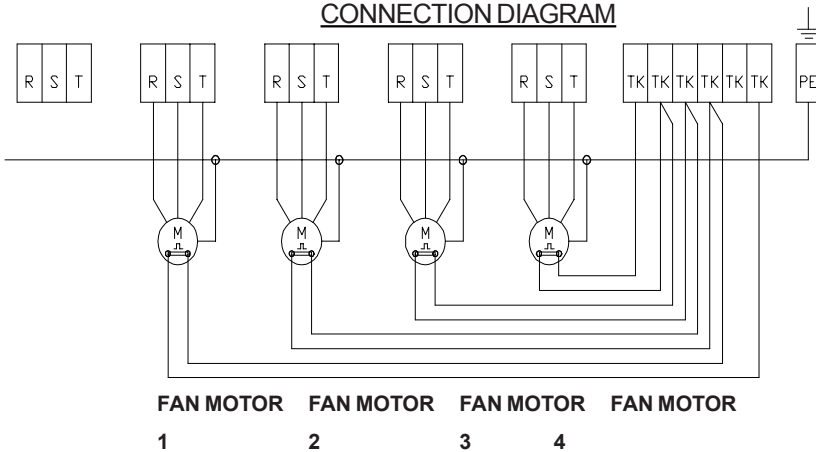 CONNECTION DIAGRAM
R S T R S T R S T R S T R S T TK TK TK TK TK TK PE
M M M M
FAN MOTOR FAN MOTOR FAN MOTOR FAN MOTOR
1 2 3 4